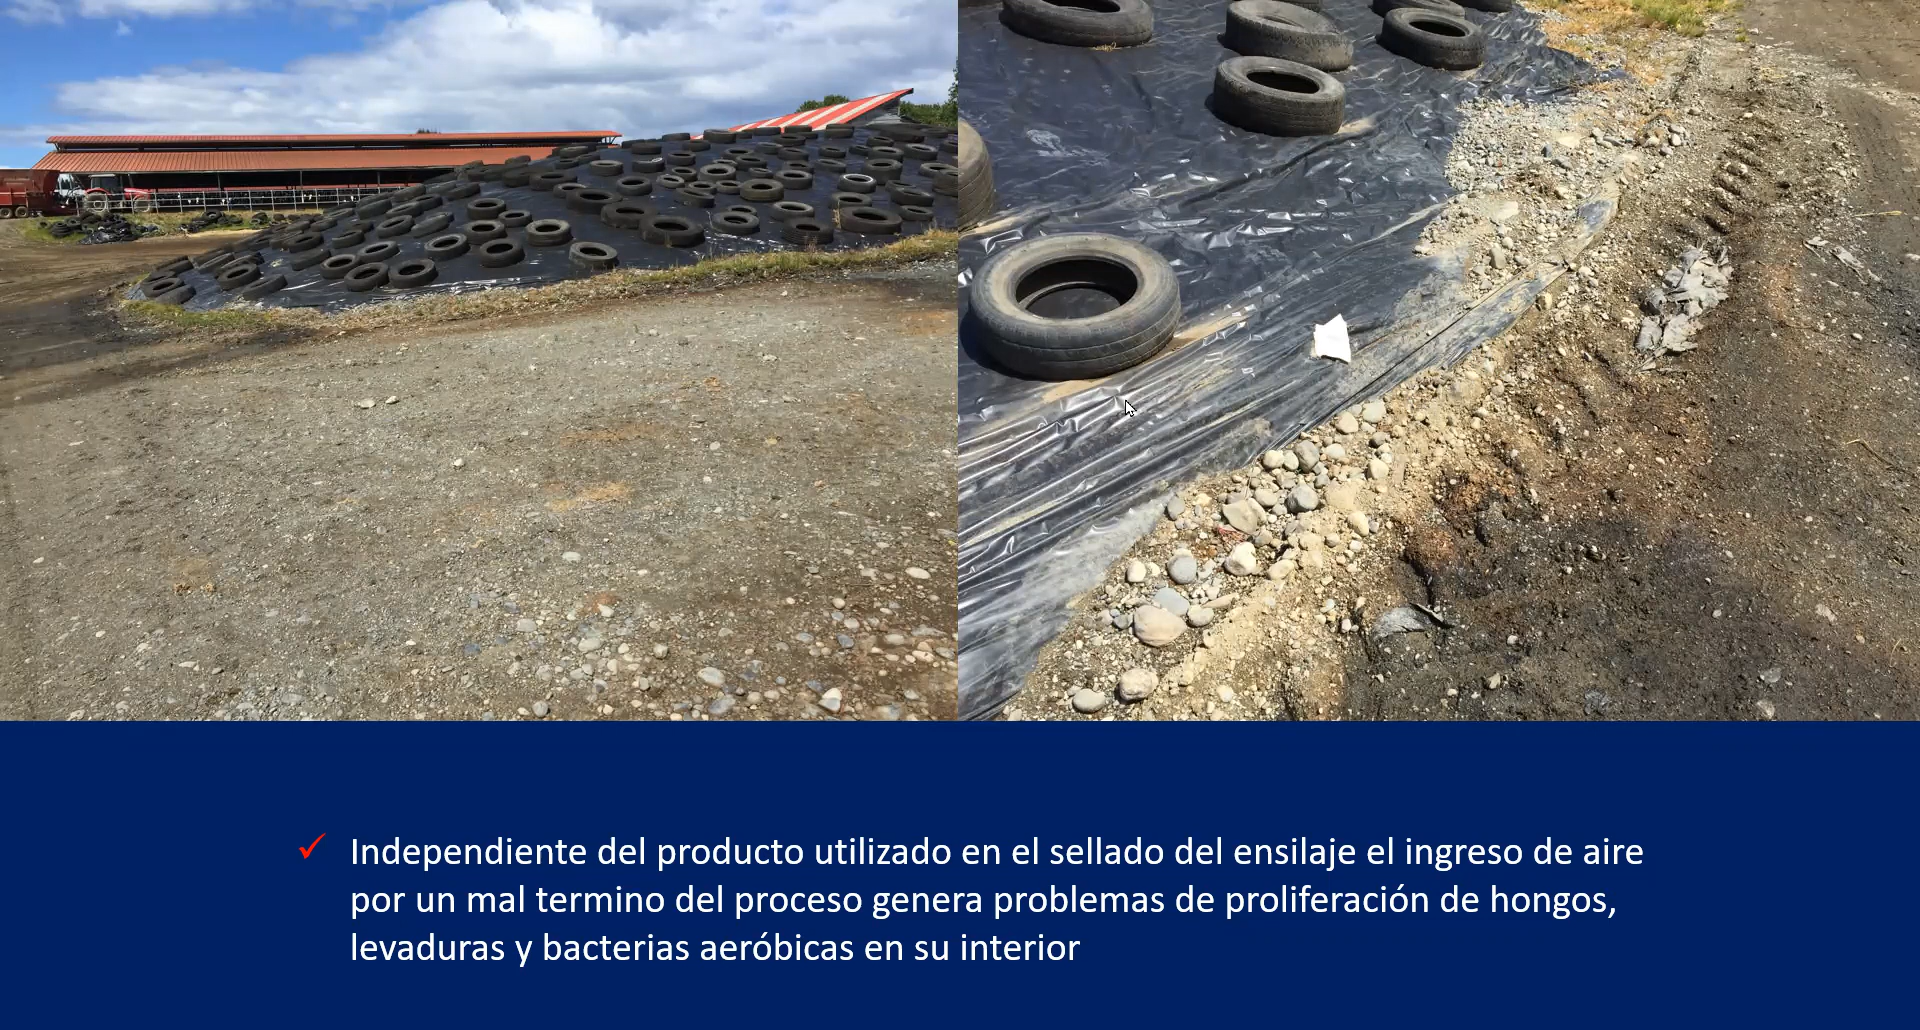 Independiente del producto utilizado en el sellado del ensilaje el ingreso de aire
por un mal termino del proceso genera problemas de proliferación de hongos,
levaduras y bacterias aeróbicas en su interior